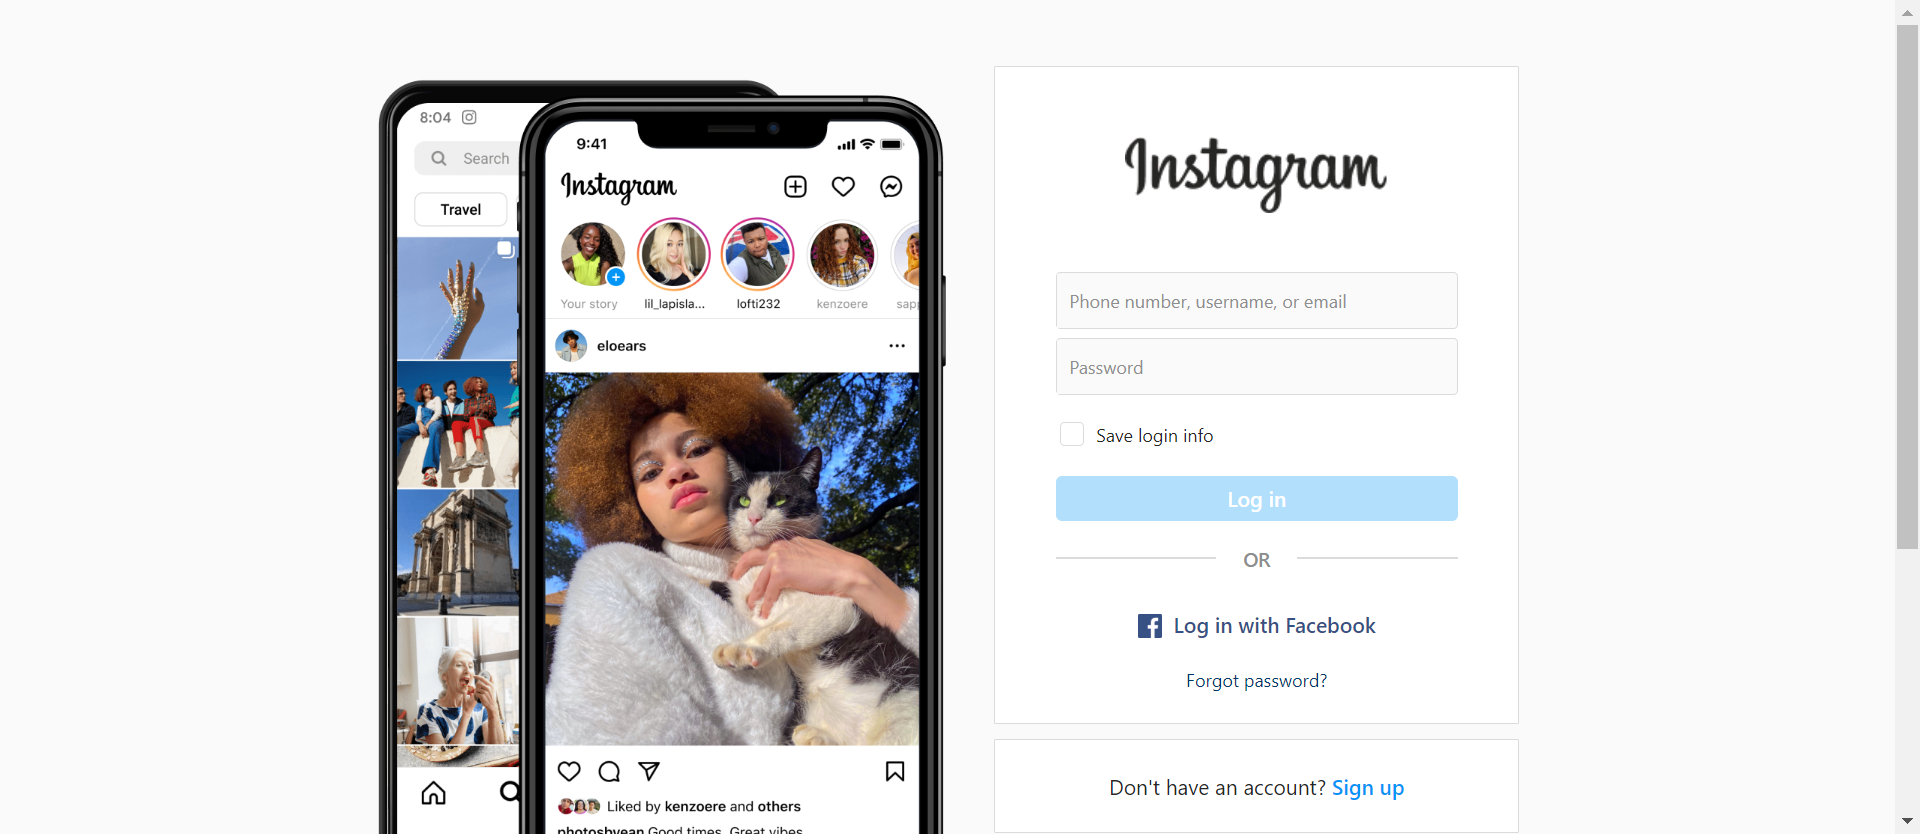 8:04
Search
Travel
9:41
Instagram
Your story
lil_lapisla...
lofti232
kenzoere
sapp
eloears
Liked by kenzoere and others
photosbyean Good times. Great vibes.
Instagram
Phone number, username, or email
Password
Save login info
Log in
OR
Log in with Facebook
Forgot password?
Don't have an account? Sign up